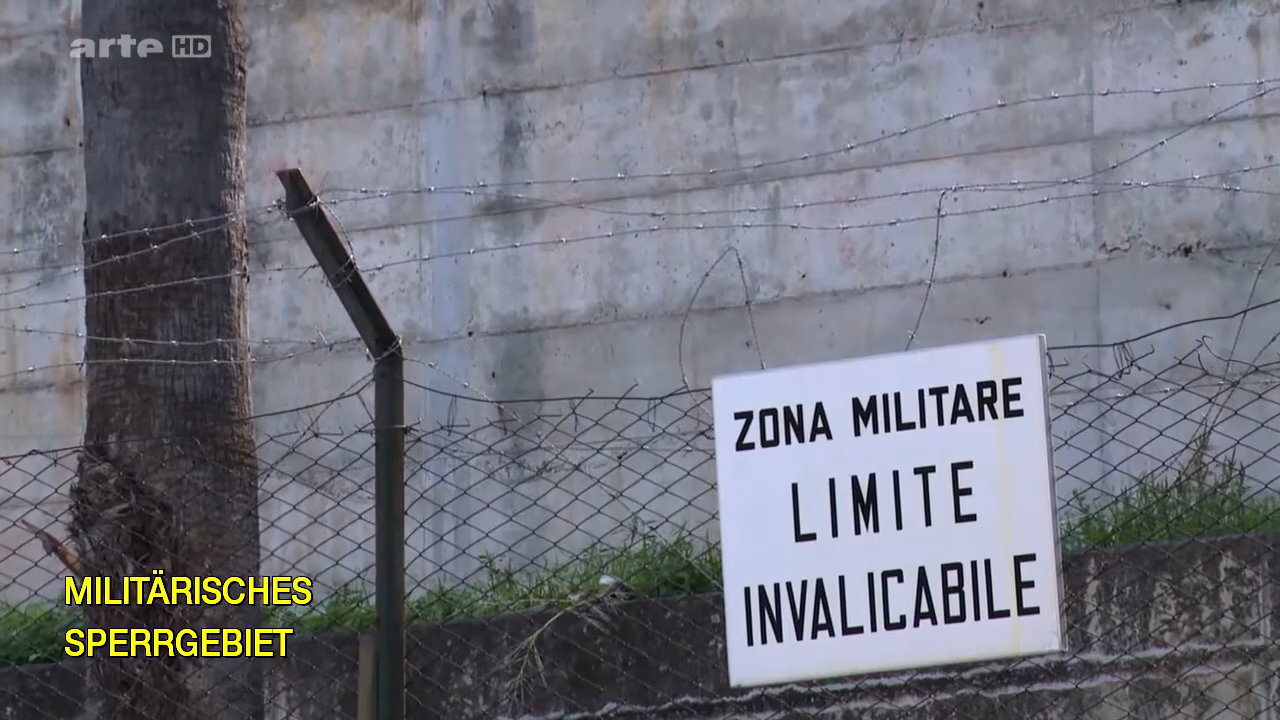 arte HD
ZONA MILITARE
LIMITE
INVALICABILE
MILITÄRISCHES
SPERRGEBIET